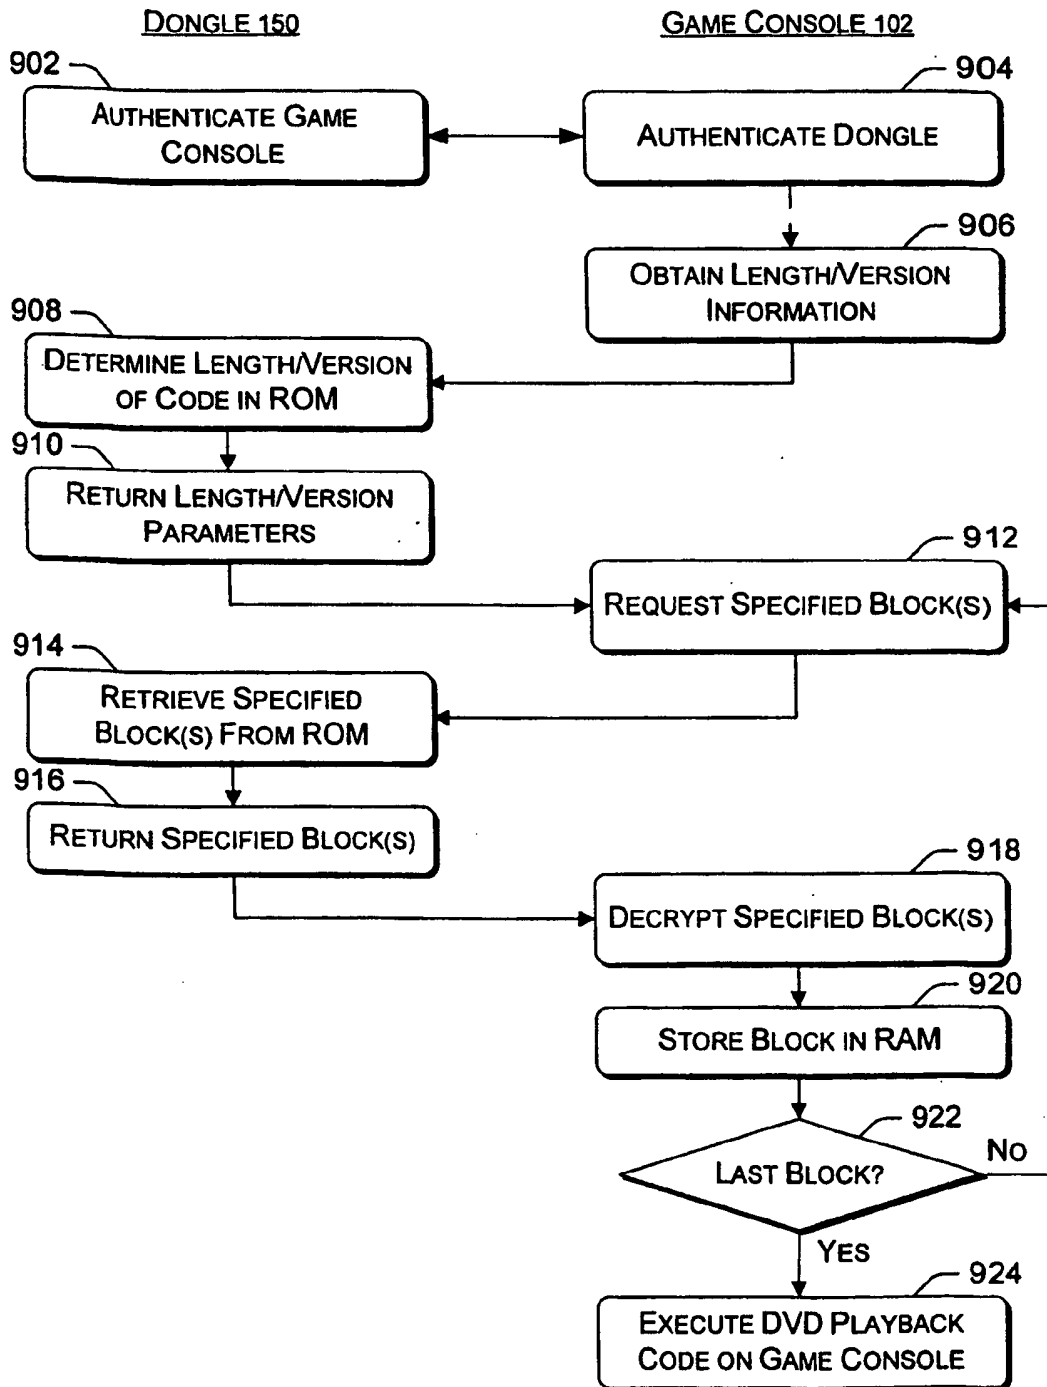 DONGLE 150
GAME CONSOLE 102
902
904
AUTHENTICATE GAME
CONSOLE
AUTHENTICATE DONGLE
906
OBTAIN LENGTH/VERSION
INFORMATION
908
DETERMINE LENGTH/VERSION
OF CODE IN ROM
910
RETURN LENGTH/VERSION
PARAMETERS
912
REQUEST SPECIFIED BLOCK(S)
914
RETRIEVE SPECIFIED
BLOCK(S) FROM ROM
916
RETURN SPECIFIED BLOCK(S)
918
DECRYPT SPECIFIED BLOCK(S)
920
STORE BLOCK IN RAM
922
LAST BLOCK?
NO
YES
924
EXECUTE DVD PLAYBACK
CODE ON GAME CONSOLE